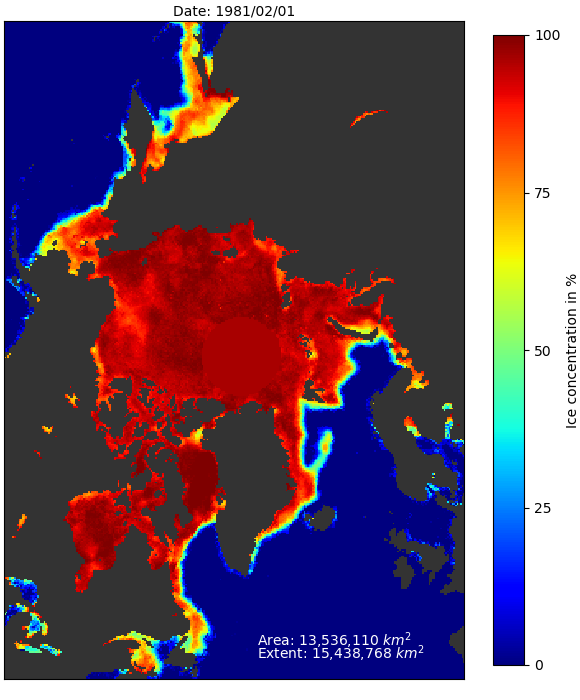 Date: 1981/02/01
100
75
50
25
0
Ice concentration in %
Area: 13,536,110 km²
Extent: 15,438,768 km²